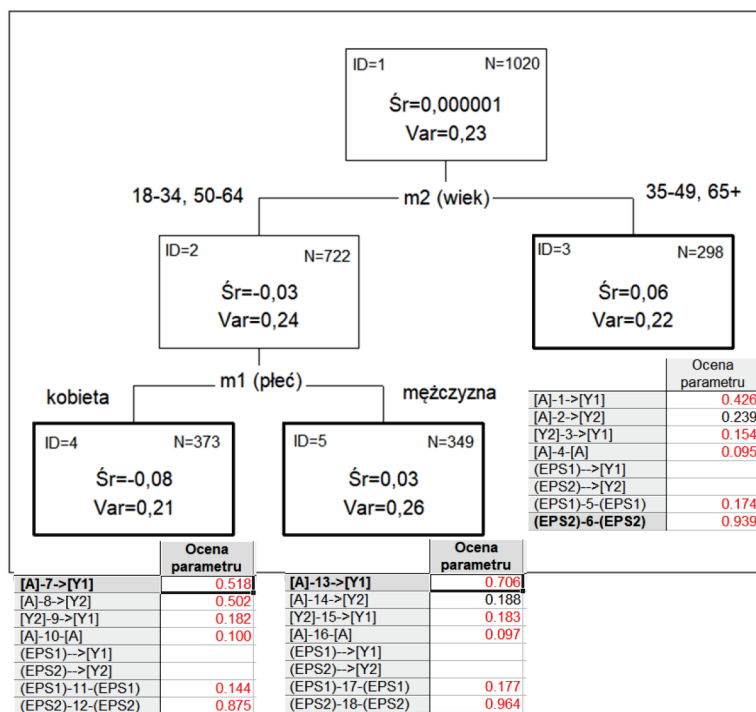 ID=1 N=1020
Śr=0,000001
Var=0,23
18-34, 50-64
m2 (wiek)
35-49, 65+
ID=2 N=722
Śr=-0,03
Var=0,24
ID=3 N=298
Śr=0,06
Var=0,22
kobieta
m1 (płeć)
mężczyzna
ID=4 N=373
Śr=-0,08
Var=0,21
ID=5 N=349
Śr=0,03
Var=0,26
Ocena
parametru
[A]-1->[Y1] 0.426
[A]-2->[Y2] 0.239
[Y2]-3->[Y1] 0.154
[A]-4-[A] 0.095
(EPS1)-->[Y1]
(EPS2)-->[Y2]
(EPS1)-5-(EPS1) 0.174
(EPS2)-6-(EPS2) 0.939
Ocena
parametru
[A]-7->[Y1] 0.518
[A]-8->[Y2] 0.502
[Y2]-9->[Y1] 0.182
[A]-10-[A] 0.100
(EPS1)-->[Y1]
(EPS2)-->[Y2]
(EPS1)-11-(EPS1) 0.144
(EPS2)-12-(EPS2) 0.875
Ocena
parametru
[A]-13->[Y1] 0.706
[A]-14->[Y2] 0.188
[Y2]-15->[Y1] 0.183
[A]-16-[A] 0.097
(EPS1)-->[Y1]
(EPS2)-->[Y2]
(EPS1)-17-(EPS1) 0.177
(EPS2)-18-(EPS2) 0.964